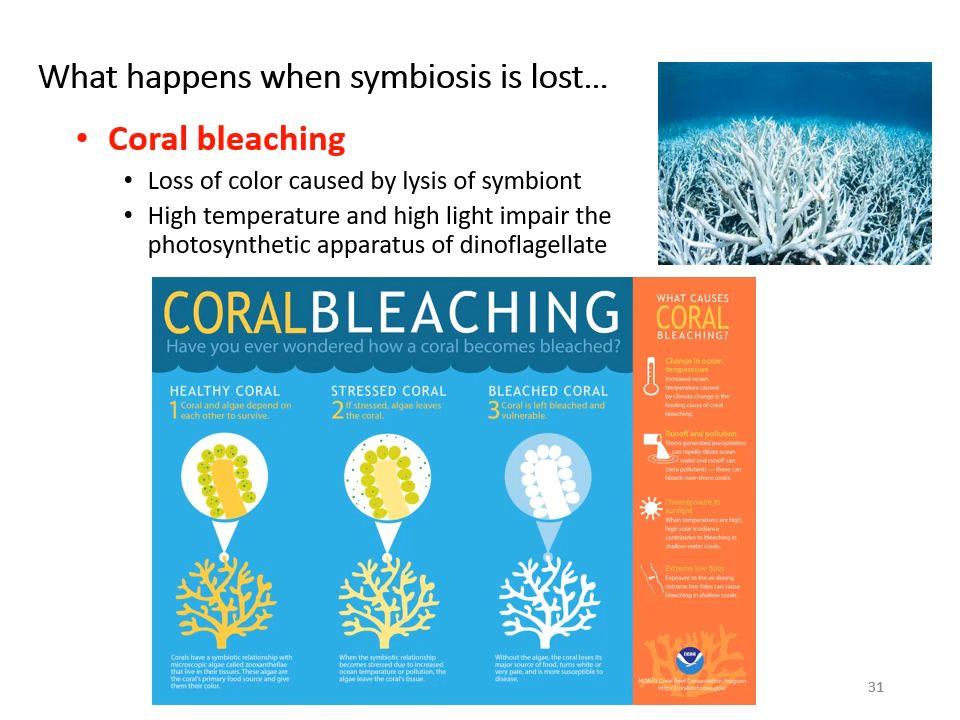 What happens when symbiosis is lost…
• Coral bleaching
• Loss of color caused by lysis of symbiont
• High temperature and high light impair the
photosynthetic apparatus of dinoflagellate
CORALBLEACHING
Have you ever wondered how a coral becomes bleached?
HEALTHY CORAL
1 Coral and algae depend on
each other to survive.
Corals have a symbiotic relationship with
microscopic algae called zooxanthellae
that live in their tissues. These algae are
the coral's primary food source and give
them their color.
STRESSED CORAL
2 If stressed, algae leaves
the coral.
When the symbiotic relationship
becomes stressed due to increased
ocean temperature or pollution, the
algae leave the coral's tissue.
BLEACHED CORAL
3 Coral is left bleached and
vulnerable.
Without the algae, the coral loses its
major source of food, turns white or
very pale, and is more susceptible to
disease.
WHAT CAUSES
CORAL
BLEACHING?
Change in ocean
temperature
Increased ocean
temperature caused
by climate change is the
leading cause of coral
bleaching.
Runoff and pollution
Storm generated precipitation
can rapidly dilute ocean
water and runoff can
carry pollutants — these can
bleach near-shore corals.
Overexposure to
sunlight
When temperatures are high,
high solar irradiance
contributes to bleaching in
shallow-water corals.
Extreme low tides
Exposure to the air during
extreme low tides can cause
bleaching in shallow corals.
NOAA
NOAA's Coral Reef Conservation Program
https://coralreef.noaa.gov/
31